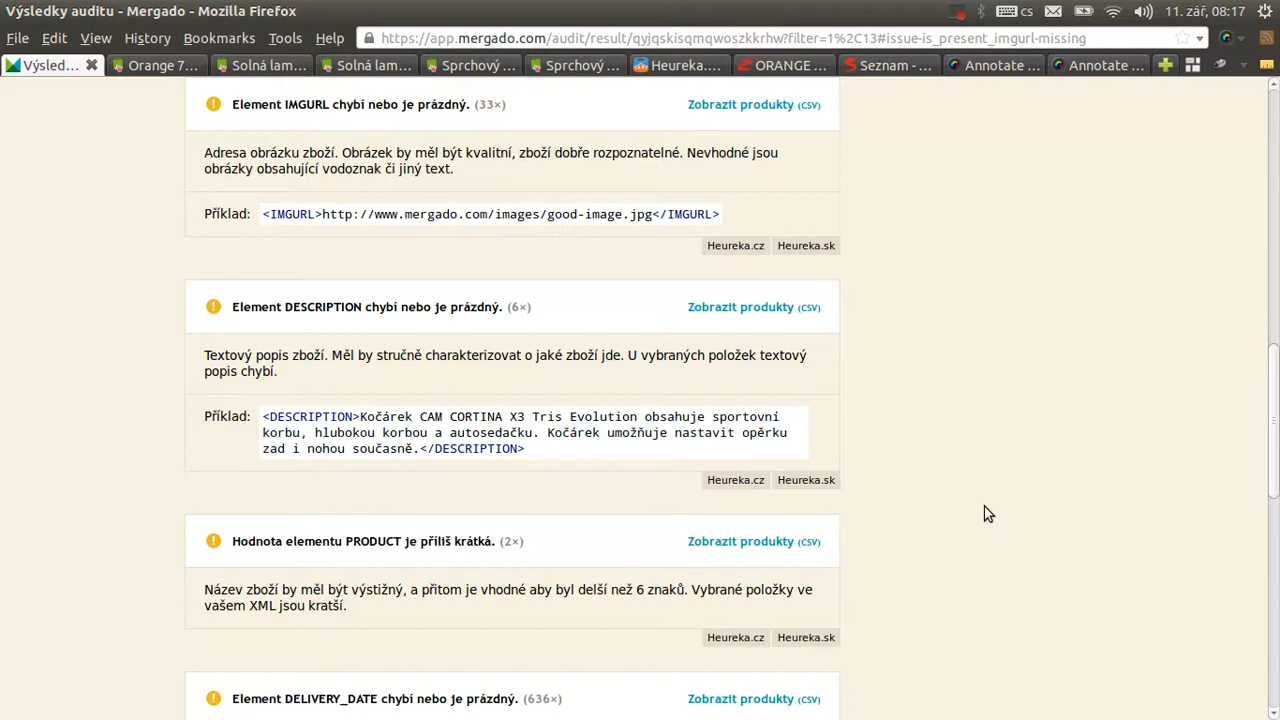 Výsledky auditu - Mergado - Mozilla Firefox
cs
11. zář, 08:17
File Edit View History Bookmarks Tools Help
https://app.mergado.com/audit/result/qyjqskisqmqwoszkkrhw?filter=1%2C13#issue-is_present_imgurl-missing
Výsled...
Orange 7...
Solná lam...
Solná lam...
Sprchový ...
Sprchový ...
Heureka....
ORANGE ...
Seznam - ...
Annotate ...
Annotate ...
Element IMGURL chybí nebo je prázdný. (33×)
Zobrazit produkty (CSV)
Adresa obrázku zboží. Obrázek by měl být kvalitní, zboží dobře rozpoznatelné. Nevhodné jsou
obrázky obsahující vodoznak či jiný text.
Příklad: <IMGURL>http://www.mergado.com/images/good-image.jpg</IMGURL>
Heureka.cz Heureka.sk
Element DESCRIPTION chybí nebo je prázdný. (6×)
Zobrazit produkty (CSV)
Textový popis zboží. Měl by stručně charakterizovat o jaké zboží jde. U vybraných položek textový
popis chybí.
Příklad: <DESCRIPTION>Kočárek CAM CORTINA X3 Tris Evolution obsahuje sportovní
korbu, hlubokou korbou a autosedačku. Kočárek umožňuje nastavit opěrku
zad i nohou současně.</DESCRIPTION>
Heureka.cz Heureka.sk
Hodnota elementu PRODUCT je příliš krátká. (2×)
Zobrazit produkty (CSV)
Název zboží by měl být výstižný, a přitom je vhodné aby byl delší než 6 znaků. Vybrané položky ve
vašem XML jsou kratší.
Heureka.cz Heureka.sk
Element DELIVERY_DATE chybí nebo je prázdný. (636×)
Zobrazit produkty (CSV)